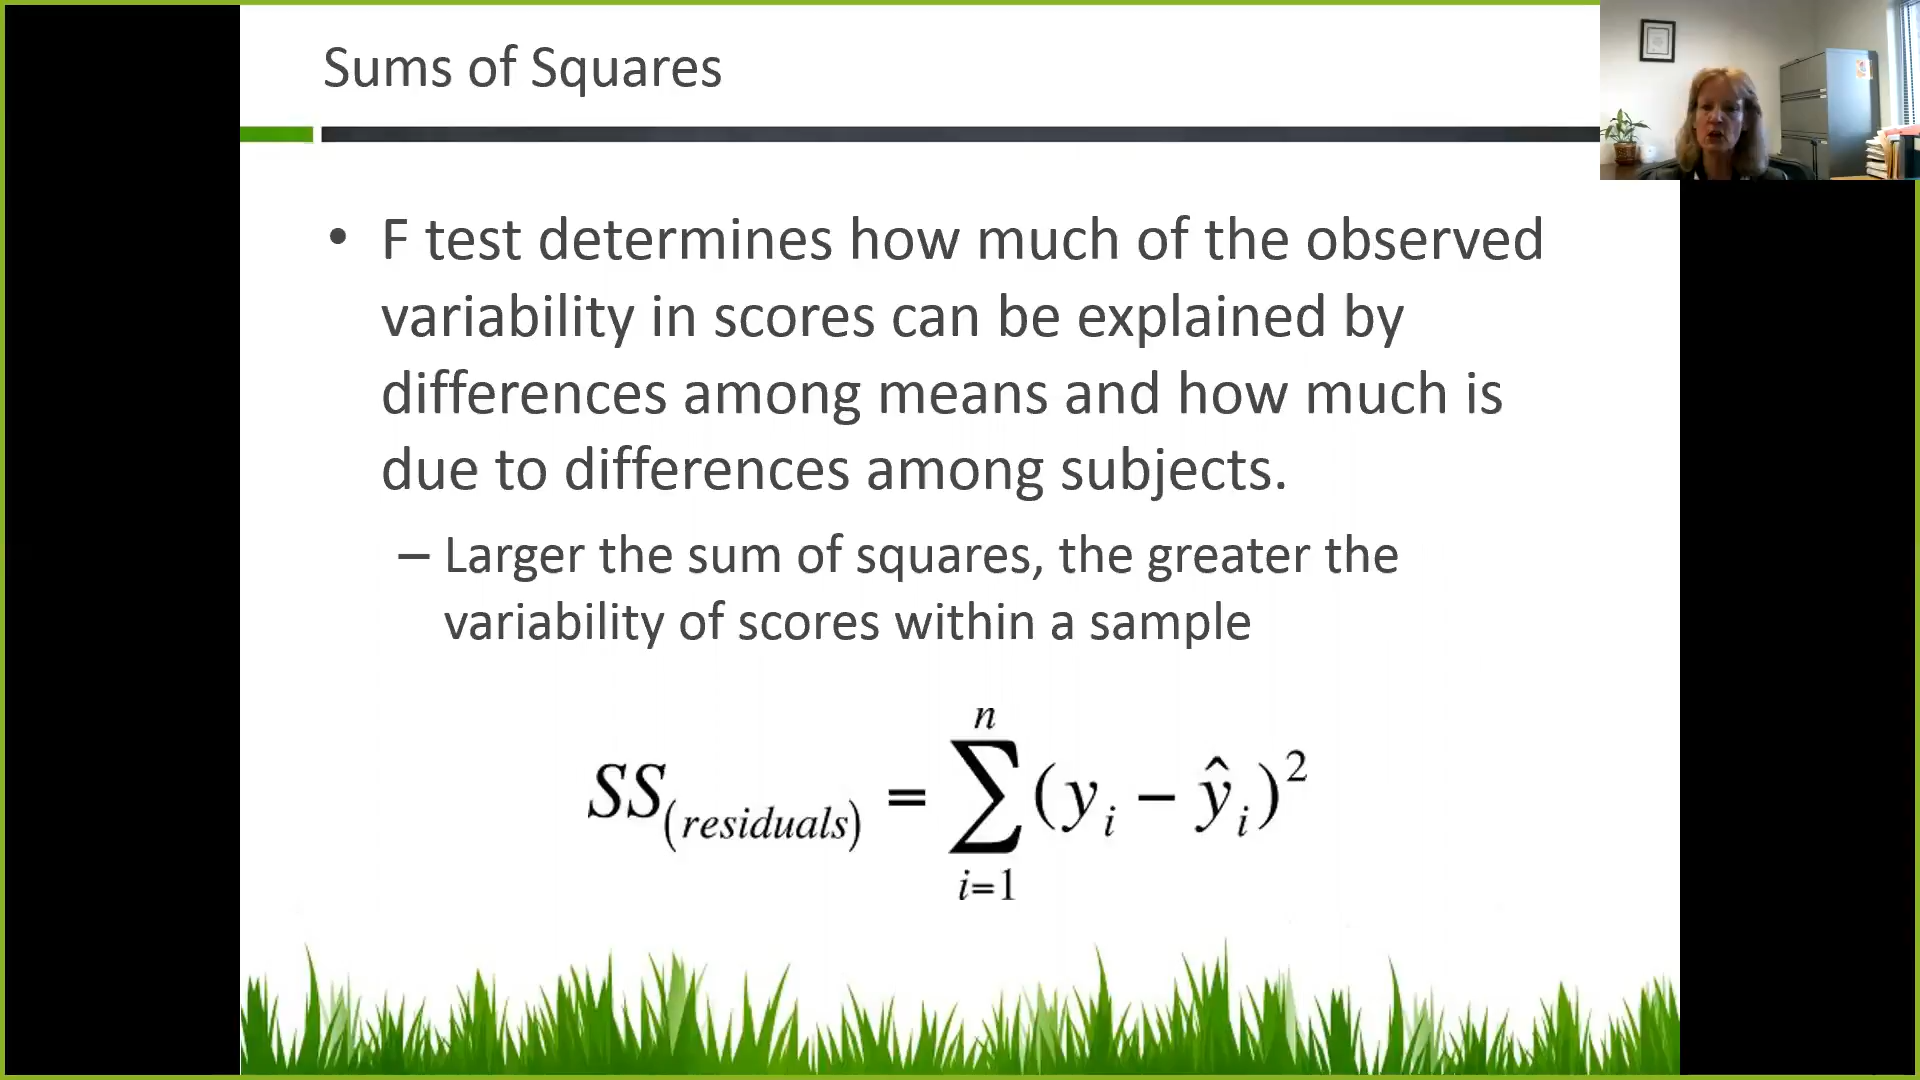 Sums of Squares
• F test determines how much of the observed
variability in scores can be explained by
differences among means and how much is
due to differences among subjects.
– Larger the sum of squares, the greater the
variability of scores within a sample
n
SS(residuals) = ∑(yᵢ − ŷᵢ)²
i=1